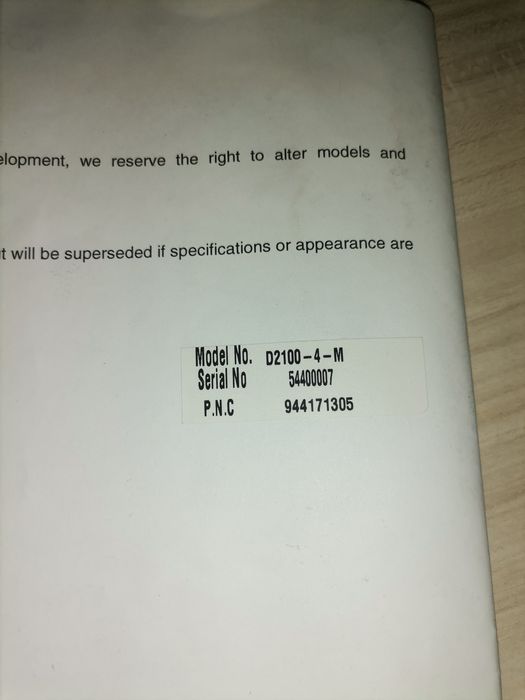 elopment, we reserve the right to alter models and
t will be superseded if specifications or appearance are
Model No. D2100-4-M
Serial No 54400007
P.N.C 944171305